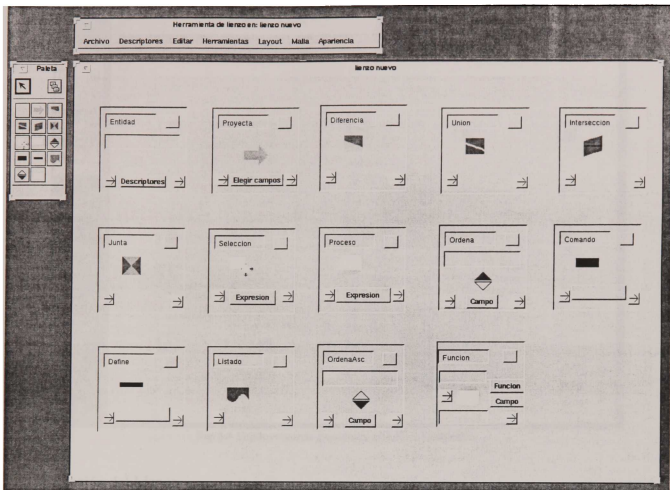 Herramienta de lienzo en: lienzo nuevo
Archivo Descriptores Editar Herramientas Layout Malla Apariencia
Paleta
lienzo nuevo
Entidad
Descriptores
Proyecta
Elegir campos
Diferencia
Union
Interseccion
Junta
Seleccion
Expresion
Proceso
Expresion
Ordena
Campo
Comando
Define
Listado
OrdenaAsc
Campo
Funcion
Funcion
Campo